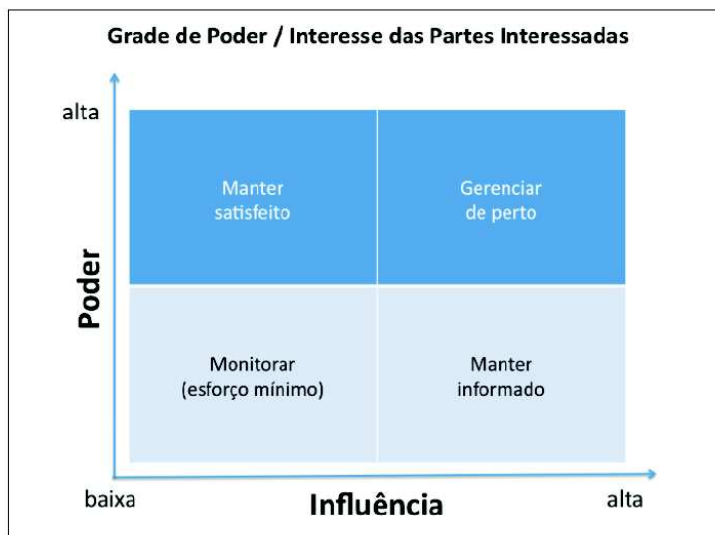 Grade de Poder / Interesse das Partes Interessadas
alta
Manter
satisfeito
Gerenciar
de perto
Poder
Monitorar
(esforço mínimo)
Manter
informado
baixa
Influência
alta